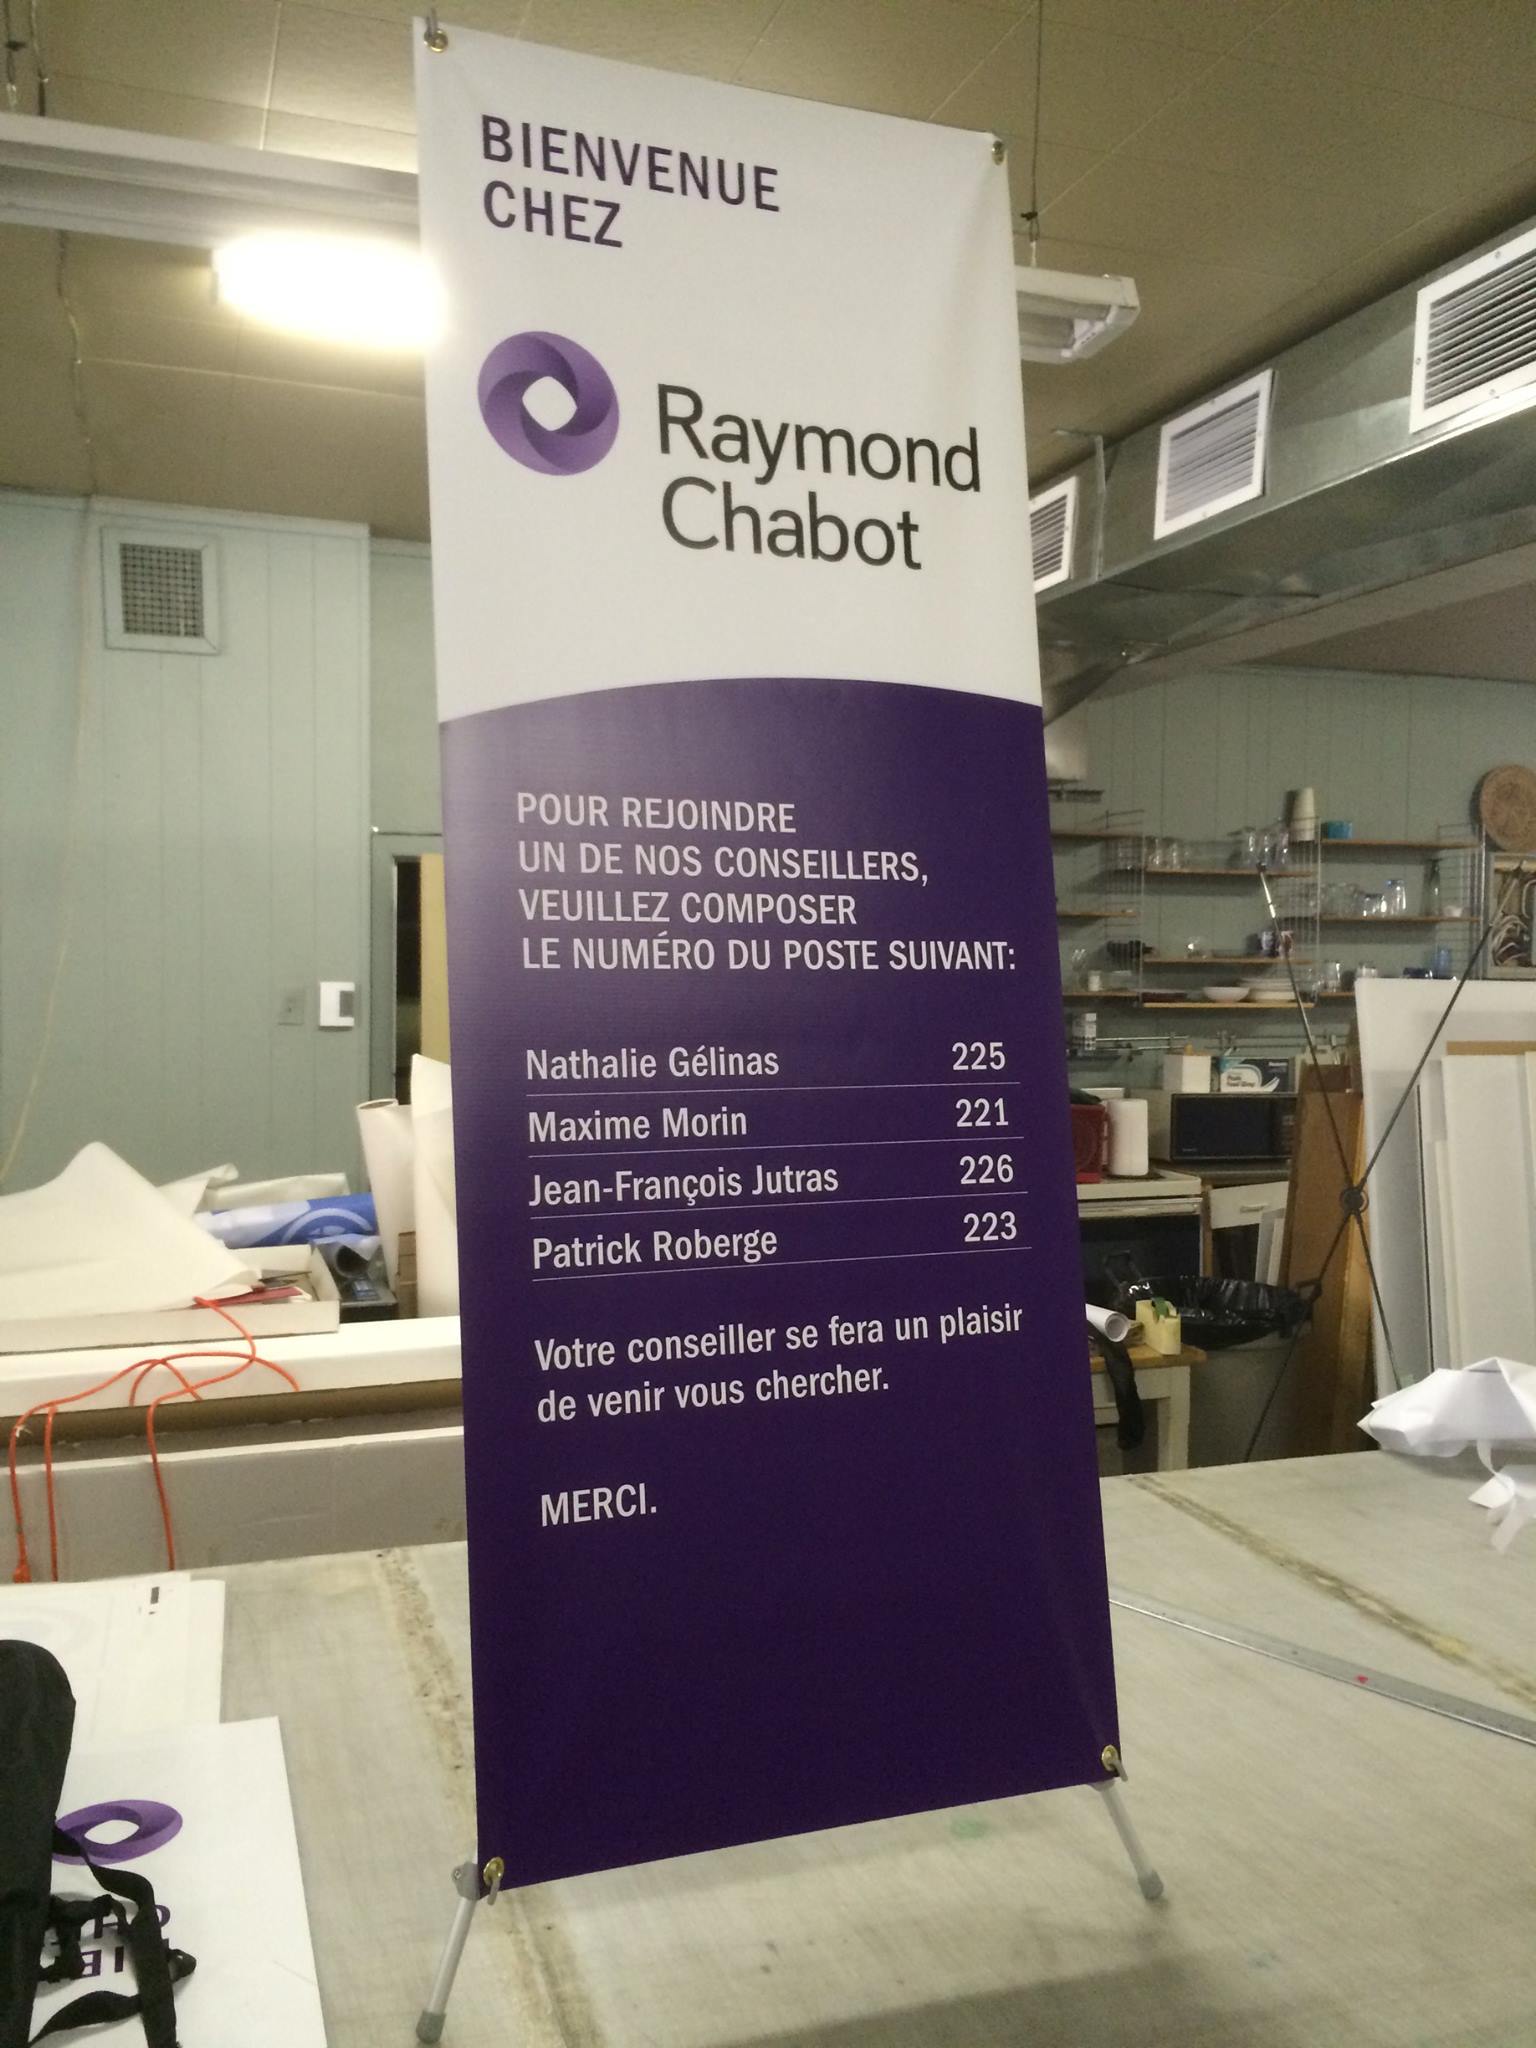 BIENVENUE
CHEZ
Raymond
Chabot
POUR REJOINDRE
UN DE NOS CONSEILLERS,
VEUILLEZ COMPOSER
LE NUMÉRO DU POSTE SUIVANT:
Nathalie Gélinas 225
Maxime Morin 221
Jean-François Jutras 226
Patrick Roberge 223
Votre conseiller se fera un plaisir
de venir vous chercher.
MERCI.